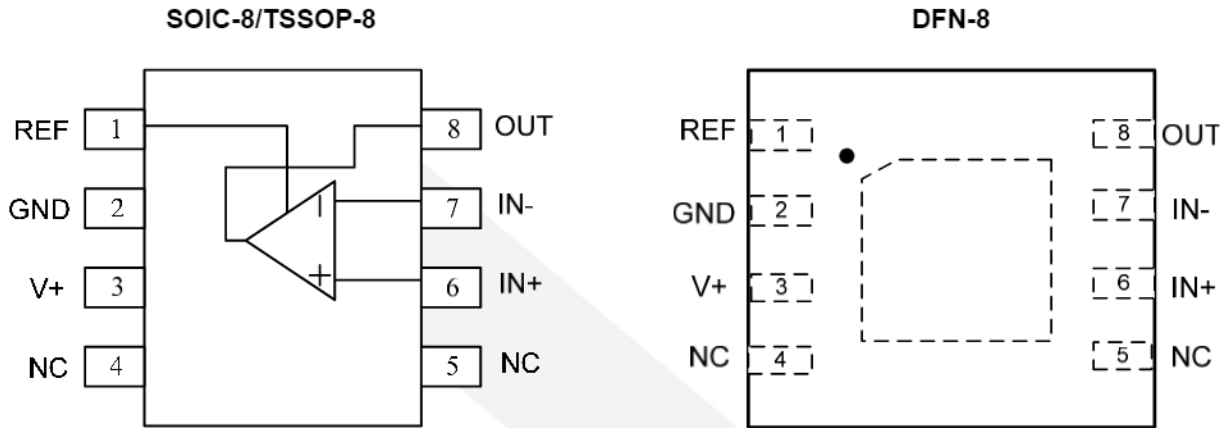 SOIC-8/TSSOP-8
REF 1 8 OUT
GND 2 − 7 IN-
V+ 3 + 6 IN+
NC 4 5 NC
DFN-8
REF 1 8 OUT
GND 2 7 IN-
V+ 3 6 IN+
NC 4 5 NC